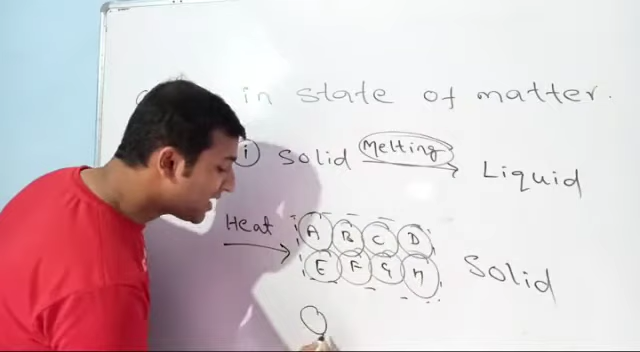 in state of matter.
(i) Solid Melting Liquid
Heat
A B C D
E F G H
Solid